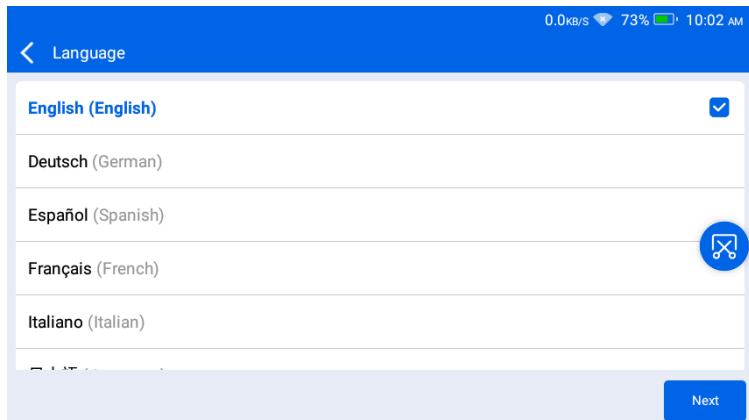 0.0KB/S 73% 10:02 AM
Language
English (English)
Deutsch (German)
Español (Spanish)
Français (French)
Italiano (Italian)
Next